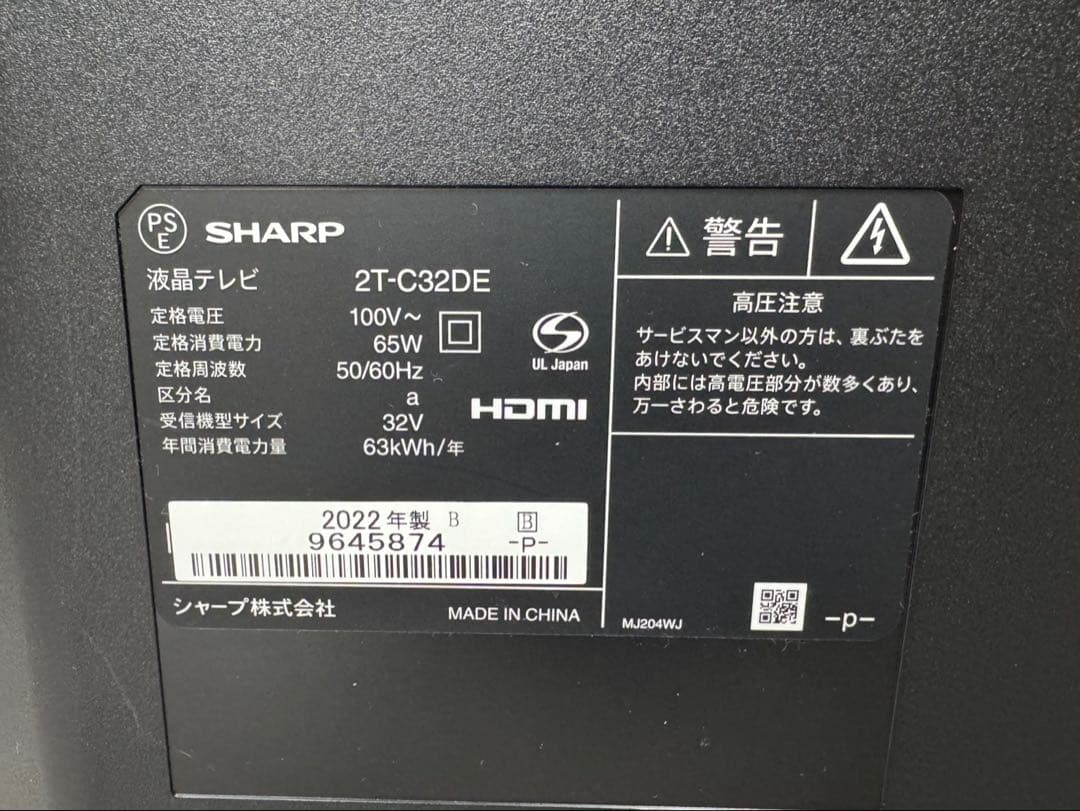 PSE SHARP
液晶テレビ 2T-C32DE
定格電圧 100V～
定格消費電力 65W
定格周波数 50/60Hz
区分名 a
受信機型サイズ 32V
年間消費電力量 63kWh/年
UL Japan
HDMI
2022年製 B B
9645874 -P-
シャープ株式会社 MADE IN CHINA
警告
高圧注意
サービスマン以外の方は、裏ぶたを
あけないでください。
内部には高電圧部分が数多くあり、
万一さわると危険です。
MJ204WJ -p-